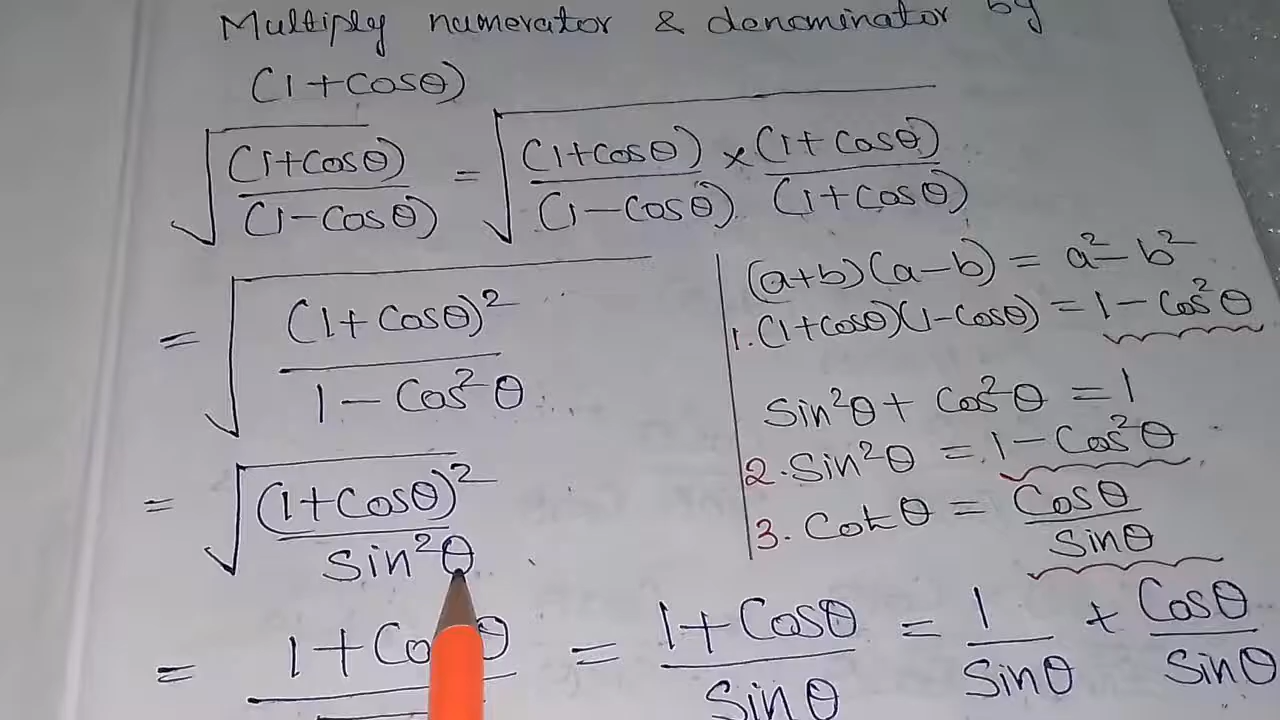 Multiply numerator & denominator by
(1+Cosθ)
√((1+Cosθ)/(1-Cosθ)) = √((1+Cosθ)/(1-Cosθ) × (1+Cosθ)/(1+Cosθ))
= √((1+Cosθ)²/(1-Cos²θ))
= √((1+Cosθ)²/Sin²θ)
(a+b)(a-b) = a²-b²
1. (1+Cosθ)(1-Cosθ) = 1-Cos²θ
Sin²θ + Cos²θ = 1
2. Sin²θ = 1-Cos²θ
3. Cotθ = Cosθ/Sinθ
= 1+Co θ = (1+Cosθ)/Sinθ = 1/Sinθ + Cosθ/Sinθ